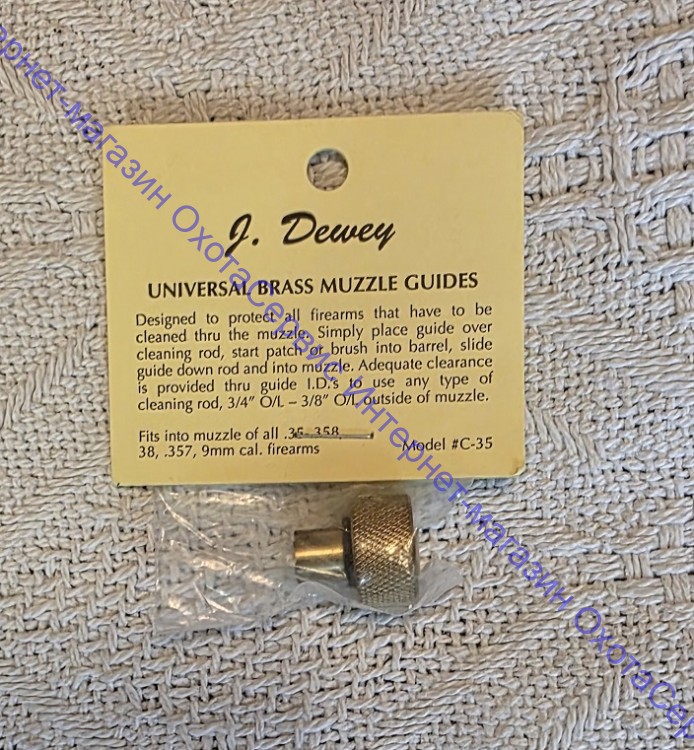 J. Dewey
UNIVERSAL BRASS MUZZLE GUIDES
Designed to protect all firearms that have to be
cleaned thru the muzzle. Simply place guide over
cleaning rod, start patch or brush into barrel, slide
guide down rod and into muzzle. Adequate clearance
is provided thru guide I.D.'s to use any type of
cleaning rod, 3/4" O/L – 3/8" O/L outside of muzzle.
Fits into muzzle of all .35-.358,
38, .357, 9mm cal. firearms
Model #C-35
Интернет-магазин ОхотаСервис Интернет-магазин ОхотаСер